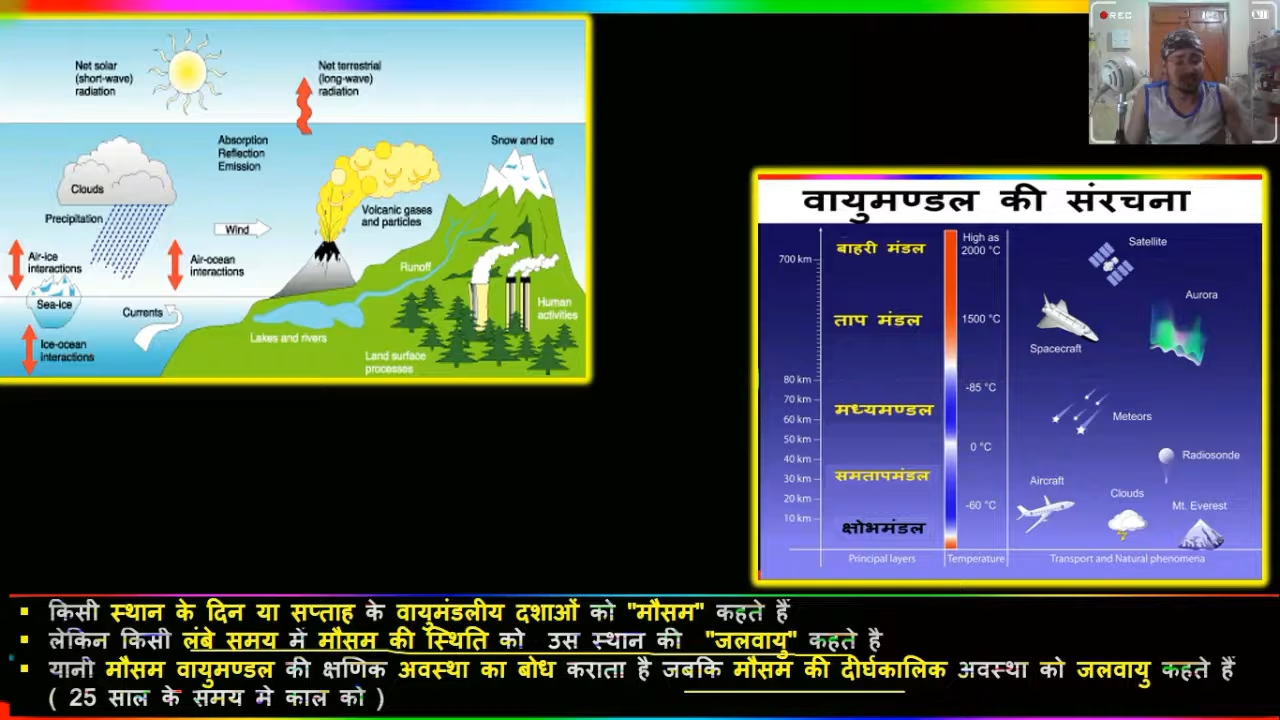 Net solar
(short-wave)
radiation
Net terrestrial
(long-wave)
radiation
Absorption
Reflection
Emission
Snow and ice
Clouds
Precipitation
Volcanic gases
and particles
Wind
Air-ice
interactions
Air-ocean
interactions
Runoff
Sea-ice
Currents
Human
activities
Lakes and rivers
Ice-ocean
interactions
Land surface
processes
REC
वायुमण्डल की संरचना
बाहरी मंडल
High as
2000 °C
Satellite
700 km
Aurora
ताप मंडल
1500 °C
Spacecraft
80 km
-85 °C
70 km
मध्यमण्डल
Meteors
60 km
50 km
0 °C
40 km
Radiosonde
समतापमंडल
30 km
Aircraft
20 km
Clouds
-60 °C
Mt. Everest
10 km
क्षोभमंडल
Principal layers
Temperature
Transport and Natural phenomena
▪ किसी स्थान के दिन या सप्ताह के वायुमंडलीय दशाओं को "मौसम" कहते हैं
▪ लेकिन किसी लंबे समय में मौसम की स्थिति को उस स्थान की "जलवायु" कहते है
▪ यानी मौसम वायुमण्डल की क्षणिक अवस्था का बोध कराता है जबकि मौसम की दीर्घकालिक अवस्था को जलवायु कहते हैं
( 25 साल के समय मे काल को )